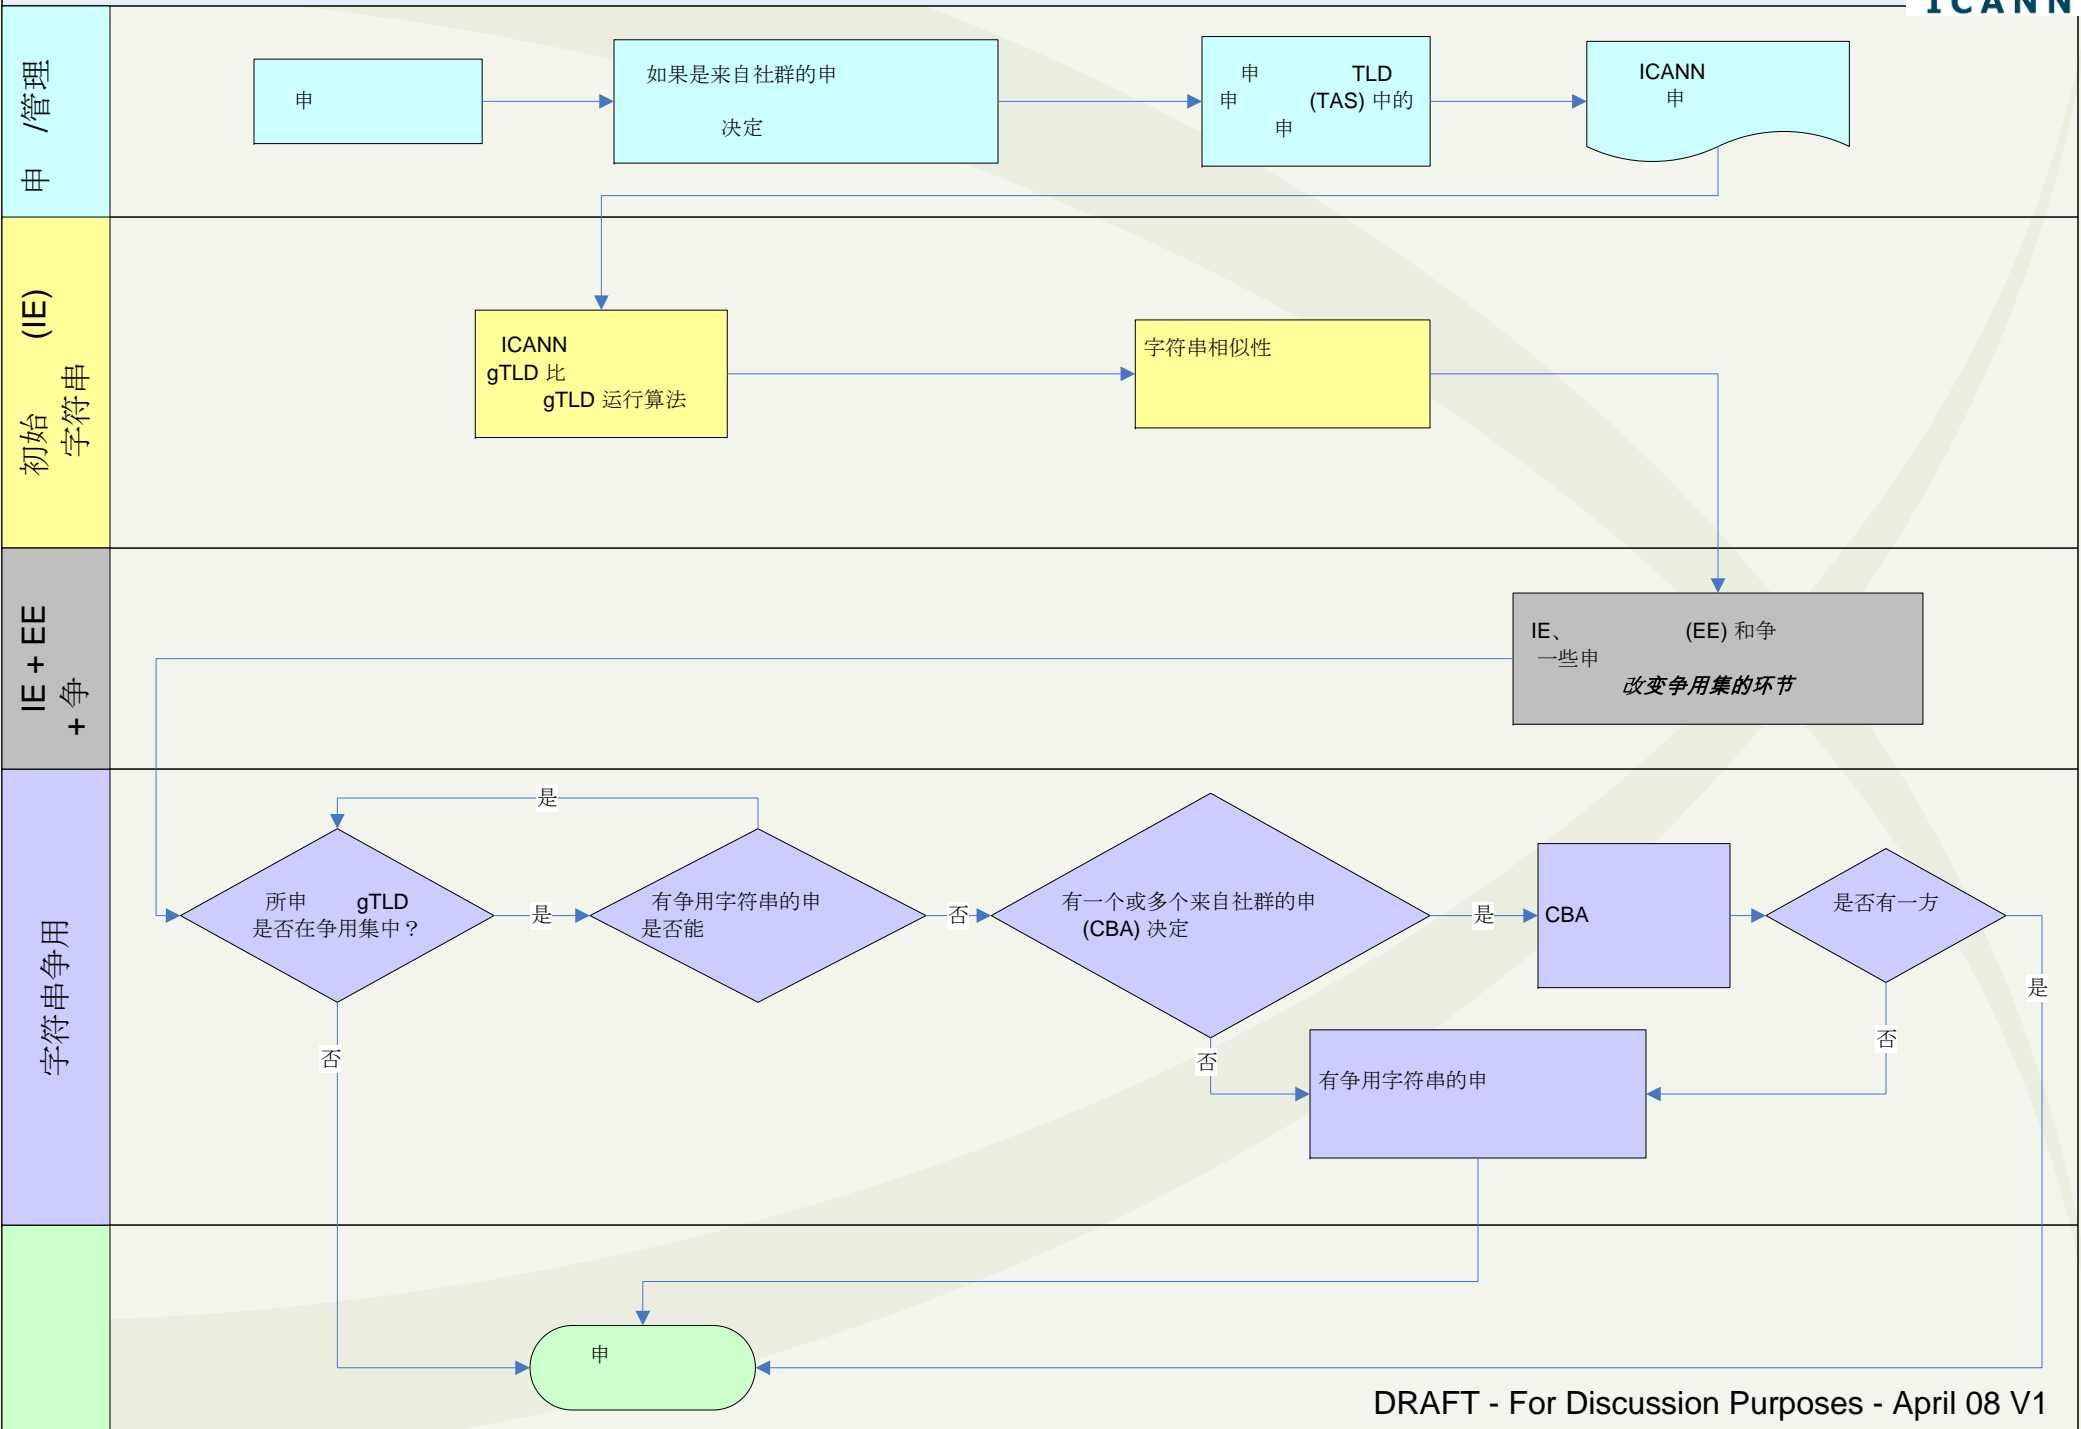 ICANN
申 /管理
申
如果是来自社群的申
决定
申 TLD
申 (TAS) 中的
申
ICANN
申
初始 (IE)
字符串
ICANN
gTLD 比
gTLD 运行算法
字符串相似性
IE + EE
+ 争
IE、 (EE) 和争
一些申
改变争用集的环节
字符串争用
是
所申 gTLD
是否在争用集中？
是
有争用字符串的申
是否能
否
有一个或多个来自社群的申
(CBA) 决定
是
CBA
是否有一方
是
否
否
否
有争用字符串的申
申
DRAFT - For Discussion Purposes - April 08 V1